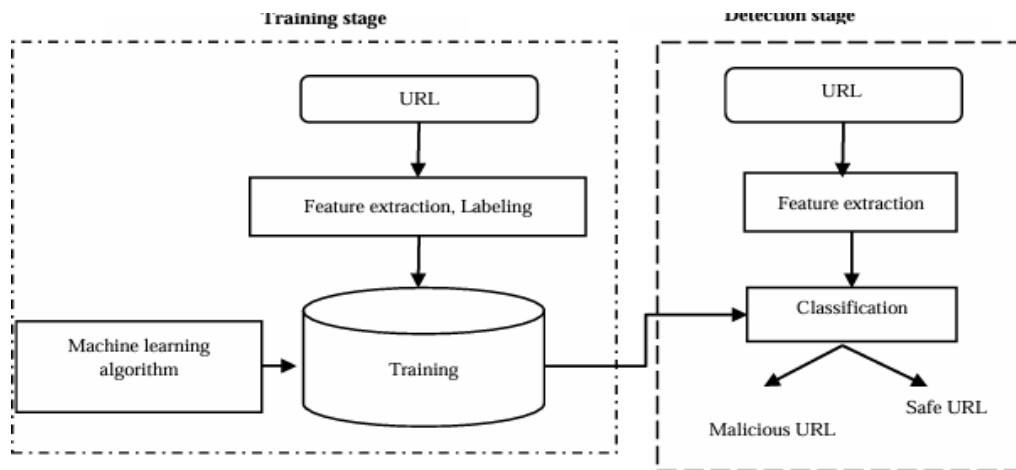 Training stage
Detection stage
URL
Feature extraction, Labeling
Machine learning
algorithm
Training
URL
Feature extraction
Classification
Malicious URL
Safe URL